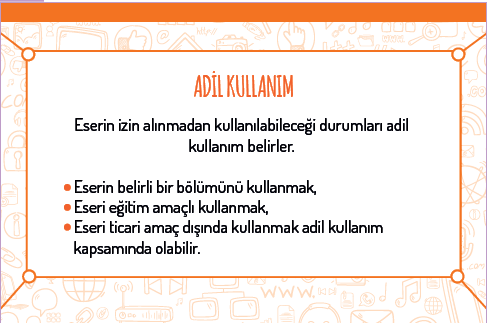 ADİL KULLANIM
Eserin izin alınmadan kullanılabileceği durumları adil
kullanım belirler.
Eserin belirli bir bölümünü kullanmak,
Eseri eğitim amaçlı kullanmak,
Eseri ticari amaç dışında kullanmak adil kullanım
kapsamında olabilir.
WWW